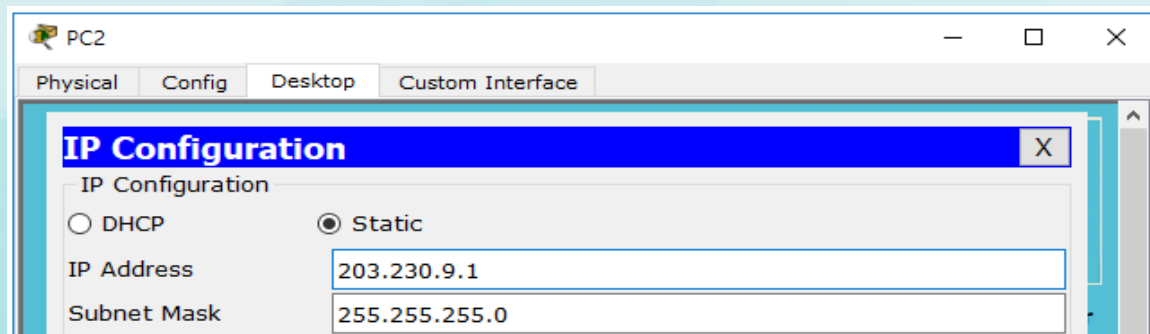 PC2
Physical Config Desktop Custom Interface
IP Configuration X
IP Configuration
DHCP Static
IP Address 203.230.9.1
Subnet Mask 255.255.255.0